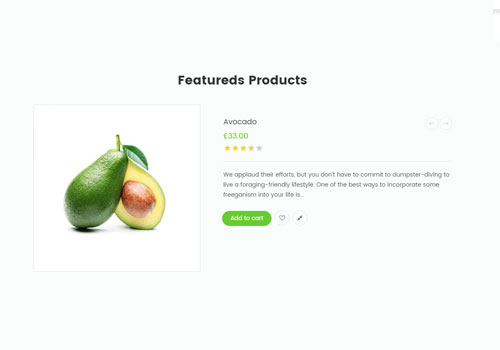 Featureds Products
Avocado
£33.00
We applaud their efforts, but you don't have to commit to dumpster-diving to
live a foraging-friendly lifestyle. One of the best ways to incorporate some
freeganism into your life is...
Add to cart